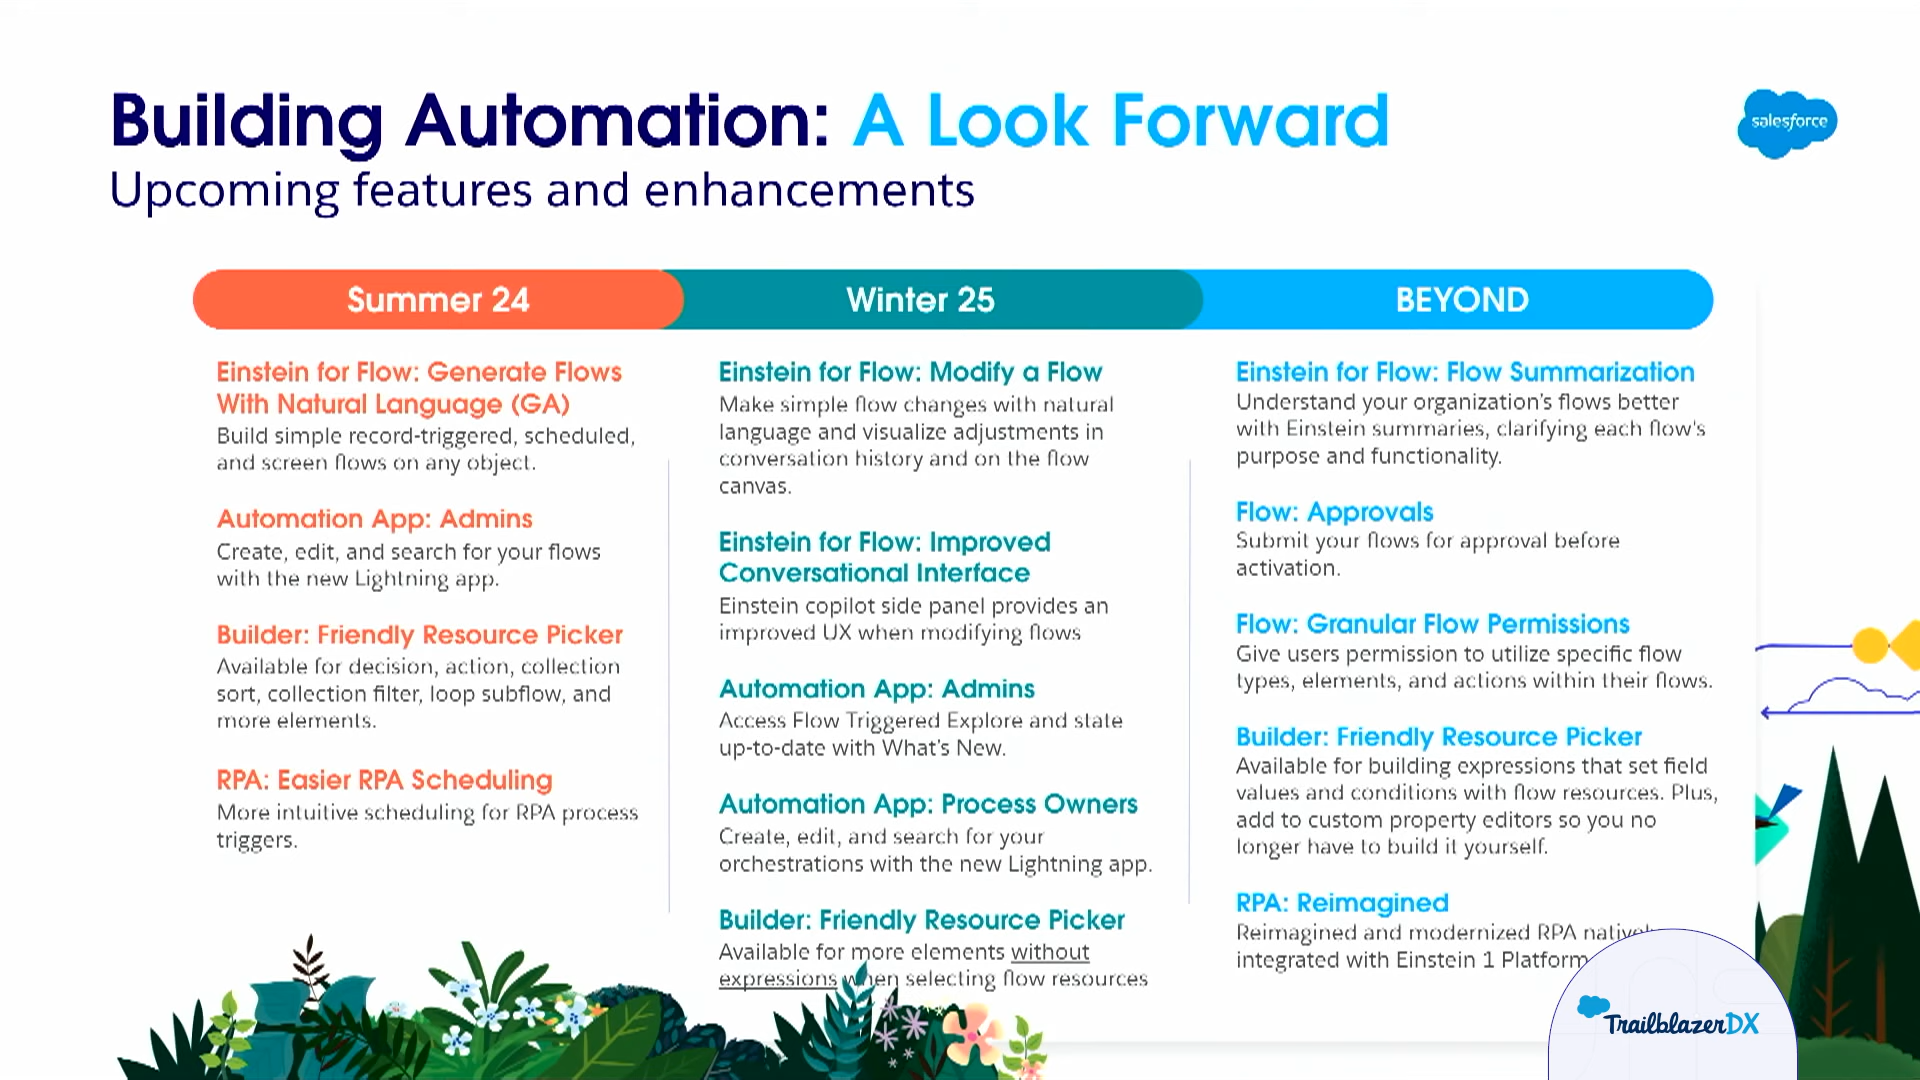 Building Automation: A Look Forward
Upcoming features and enhancements
salesforce
Summer 24
Winter 25
BEYOND
Einstein for Flow: Generate Flows
With Natural Language (GA)
Build simple record-triggered, scheduled,
and screen flows on any object.
Automation App: Admins
Create, edit, and search for your flows
with the new Lightning app.
Builder: Friendly Resource Picker
Available for decision, action, collection
sort, collection filter, loop subflow, and
more elements.
RPA: Easier RPA Scheduling
More intuitive scheduling for RPA process
triggers.
Einstein for Flow: Modify a Flow
Make simple flow changes with natural
language and visualize adjustments in
conversation history and on the flow
canvas.
Einstein for Flow: Improved
Conversational Interface
Einstein copilot side panel provides an
improved UX when modifying flows
Automation App: Admins
Access Flow Triggered Explore and state
up-to-date with What's New.
Automation App: Process Owners
Create, edit, and search for your
orchestrations with the new Lightning app.
Builder: Friendly Resource Picker
Available for more elements without
expressions when selecting flow resources
Einstein for Flow: Flow Summarization
Understand your organization's flows better
with Einstein summaries, clarifying each flow's
purpose and functionality.
Flow: Approvals
Submit your flows for approval before
activation.
Flow: Granular Flow Permissions
Give users permission to utilize specific flow
types, elements, and actions within their flows.
Builder: Friendly Resource Picker
Available for building expressions that set field
values and conditions with flow resources. Plus,
add to custom property editors so you no
longer have to build it yourself.
RPA: Reimagined
Reimagined and modernized RPA
integrated with Einstein 1 Platform
TrailblazerDX